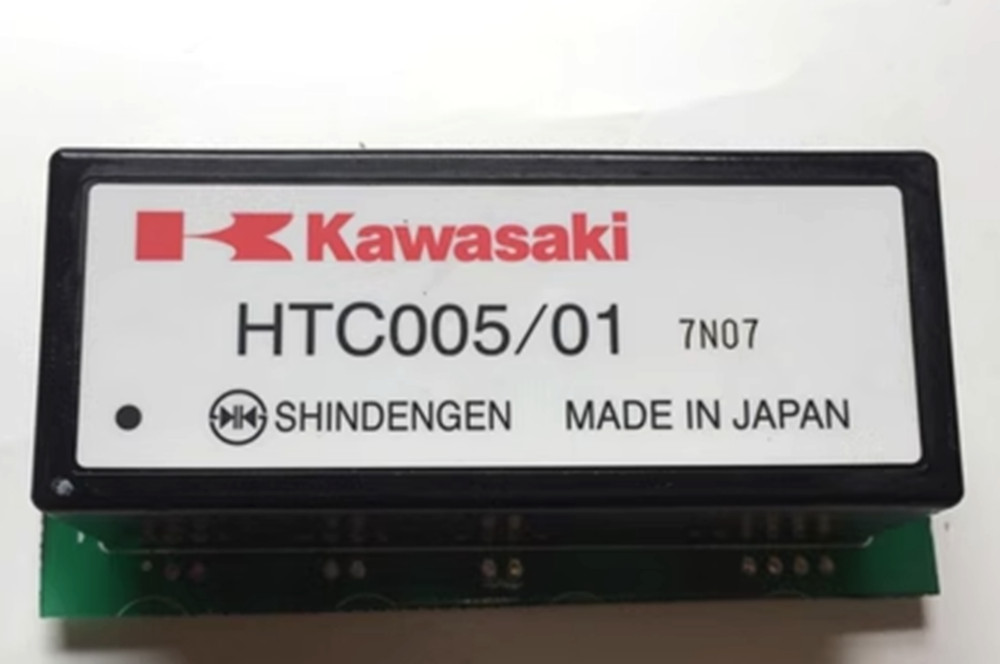 Kawasaki
HTC005/01 7N07
SHINDENGEN MADE IN JAPAN